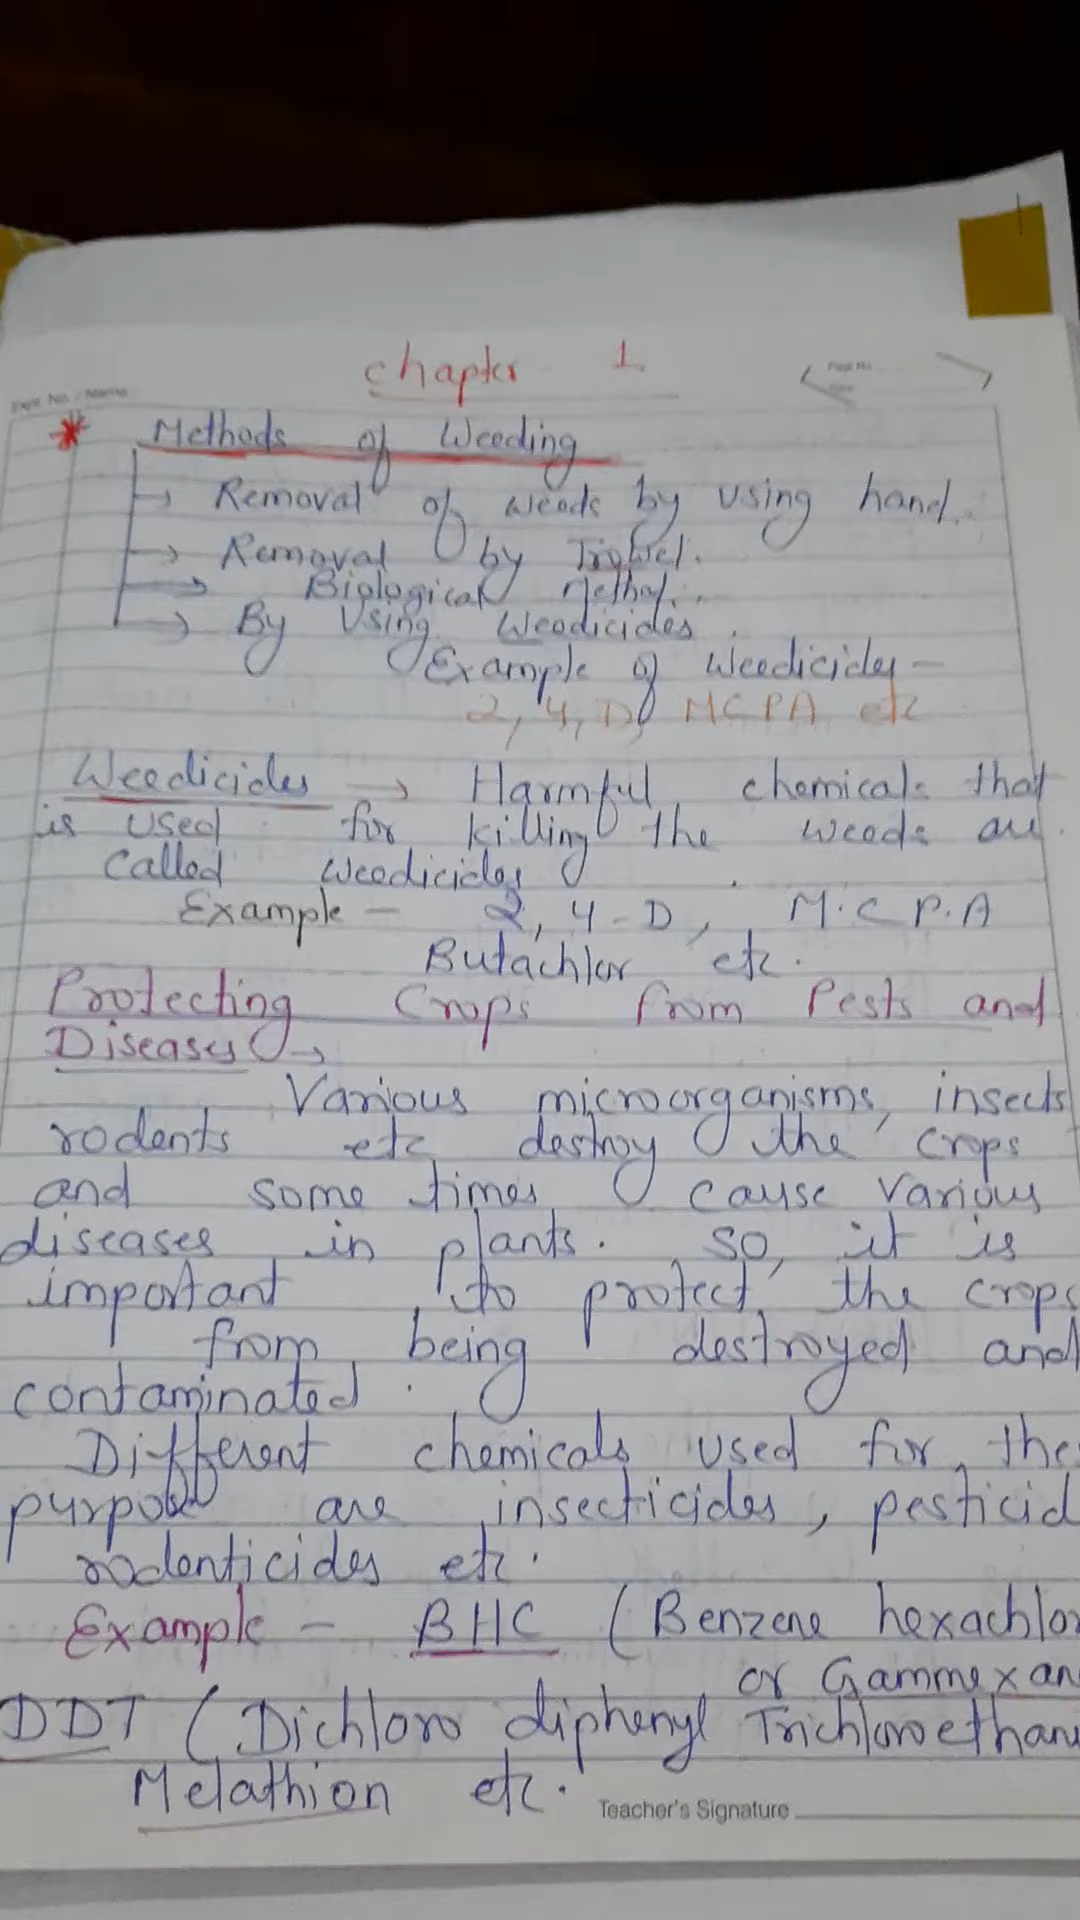 Chapter - 1
Expt. No. / Name
* Methods of Weeding
→ Removal of weeds by using hand.
→ Removal by Trowel.
→ Biological Method.
→ By Using Weedicides.
Example of Weedicides -
2, 4, D, MCPA etc
Weedicides → Harmful chemicals that
is used for killing the weeds are
called weedicides
Example - 2, 4-D, M.C.P.A
Butachlor etc.
Protecting Crops from Pests and
Diseases →
Various microorganisms, insects
rodents etc destroy the crops
and some times cause various
diseases in plants. so, it is
important to protect the crops
from being destroyed and
contaminated.
Different chemicals used for the
purpose are insecticides, pesticid
rodenticides etc.
Example - BHC (Benzene hexachlor
or Gammexan
DDT (Dichloro diphenyl Trichloroethan
Melathion etc.
Teacher's Signature